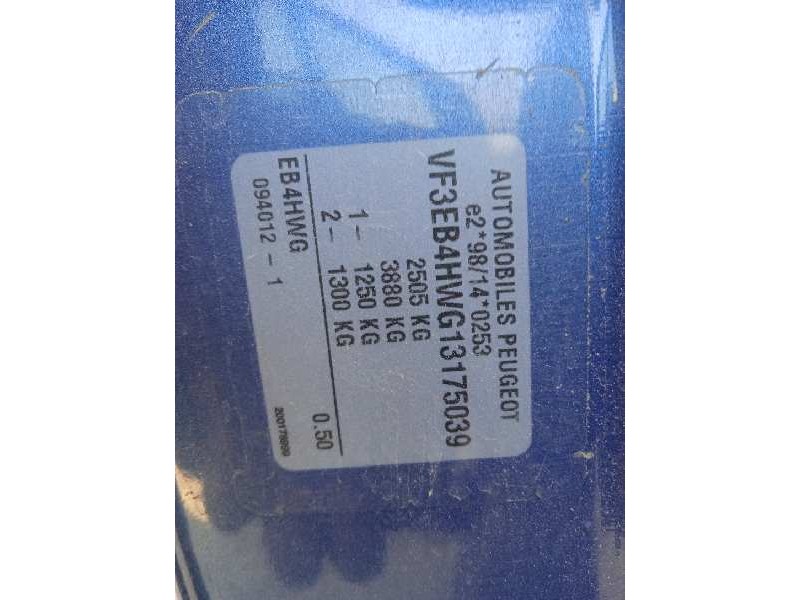 AUTOMOBILES PEUGEOT
e2*98/14*0253
VF3EB4HWG13175039
2505 KG
3880 KG
1- 1250 KG
2- 1300 KG
0.50
EB4HWG
094012 - 1